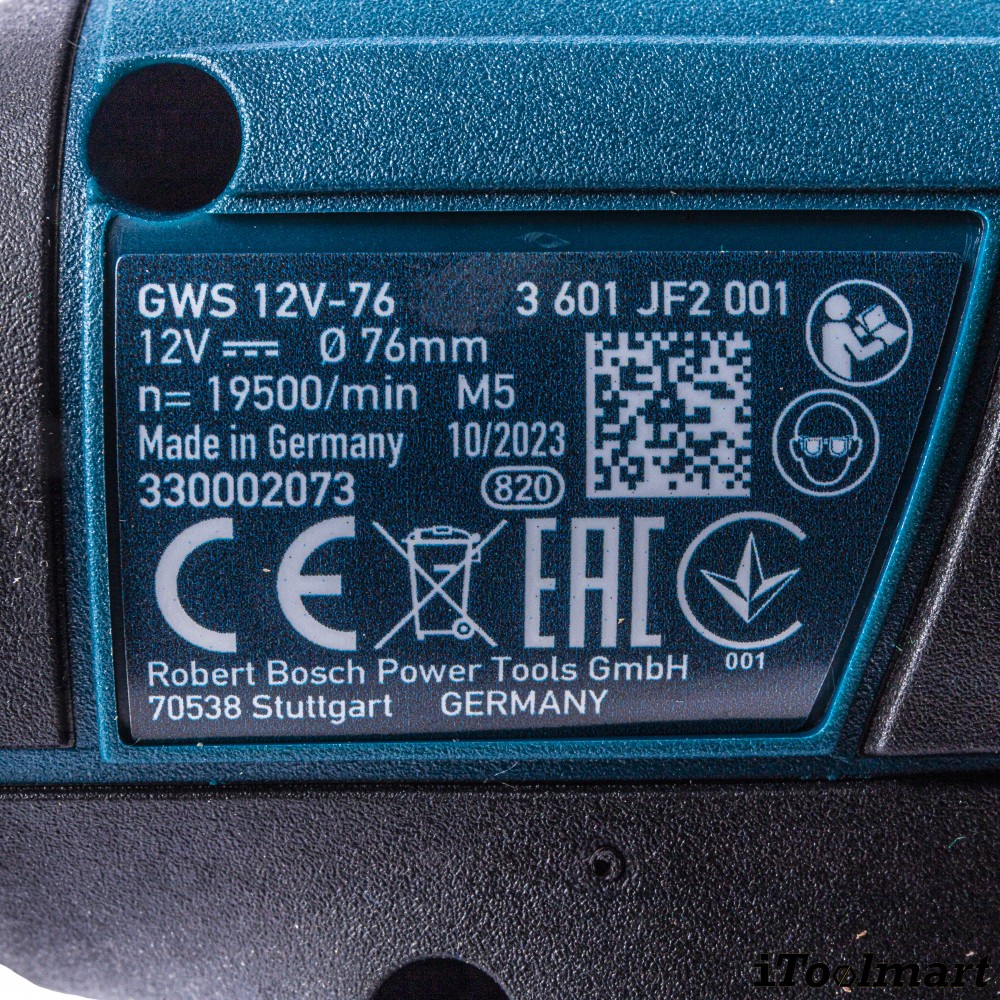 GWS 12V-76 3 601 JF2 001
12V Ø 76mm
n= 19500/min M5
Made in Germany 10/2023
330002073 820
CE EAC
001
Robert Bosch Power Tools GmbH
70538 Stuttgart GERMANY
iToolmart